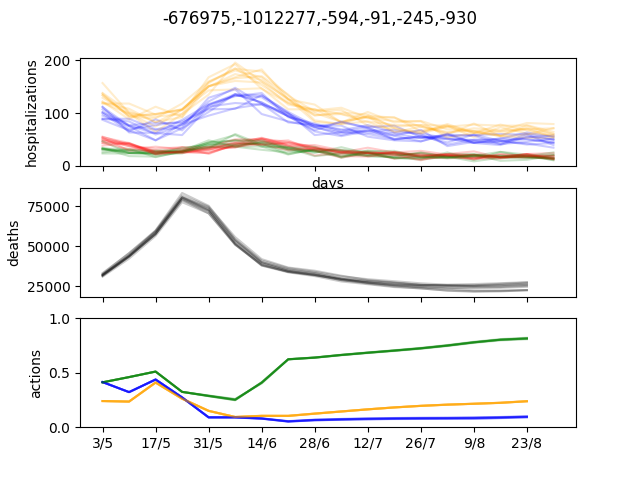 -676975,-1012277,-594,-91,-245,-930
200
100
0
hospitalizations
days
75000
50000
25000
deaths
1.0
0.5
0.0
actions
3/5 17/5 31/5 14/6 28/6 12/7 26/7 9/8 23/8